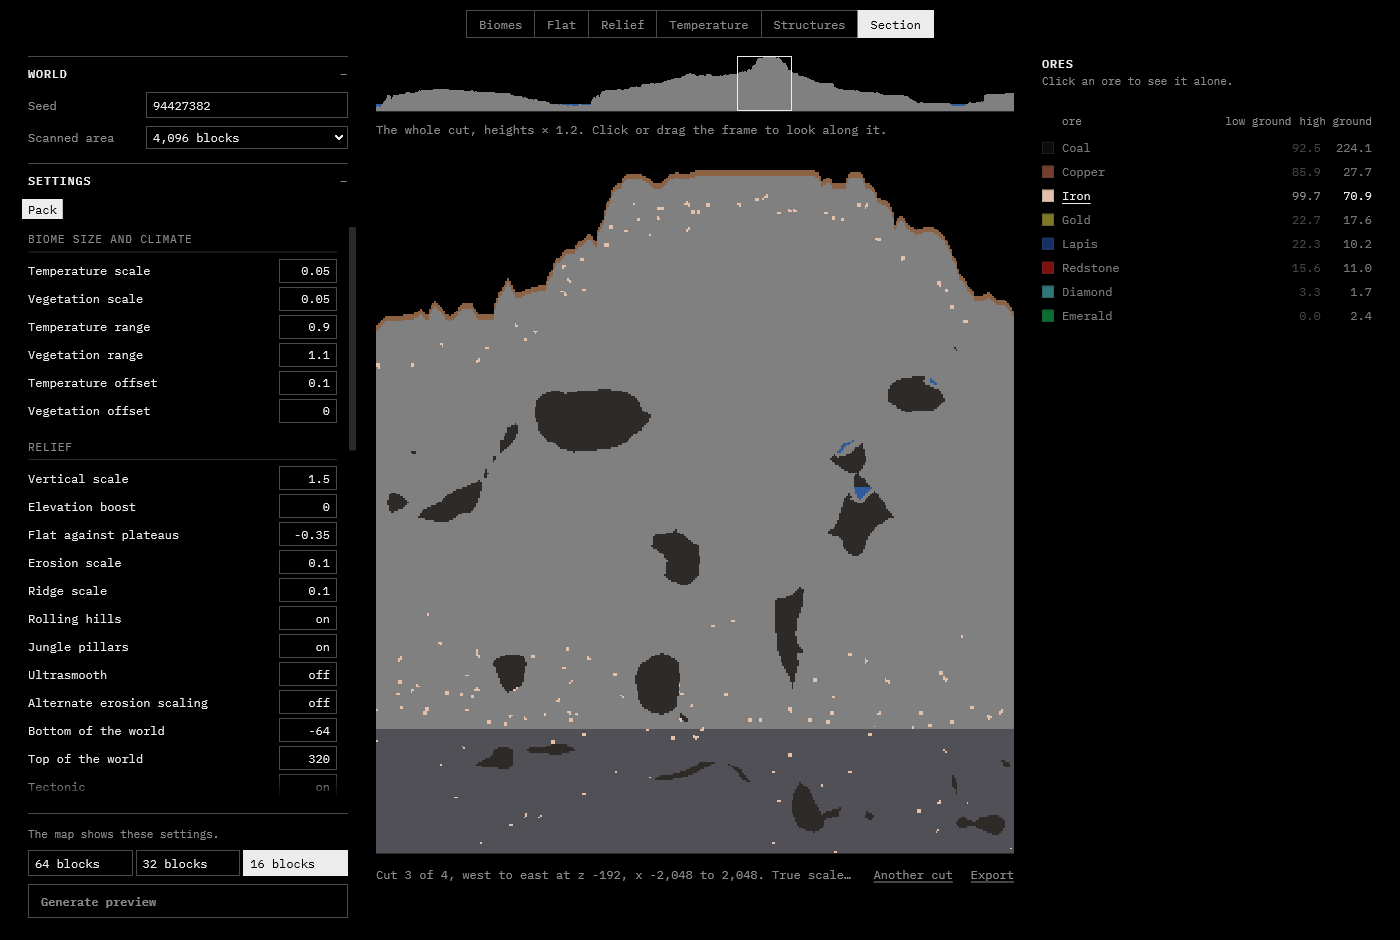 Biomes Flat Relief Temperature Structures Section
WORLD −
Seed 94427382
Scanned area 4,096 blocks
SETTINGS −
Pack
BIOME SIZE AND CLIMATE
Temperature scale 0.05
Vegetation scale 0.05
Temperature range 0.9
Vegetation range 1.1
Temperature offset 0.1
Vegetation offset 0
RELIEF
Vertical scale 1.5
Elevation boost 0
Flat against plateaus -0.35
Erosion scale 0.1
Ridge scale 0.1
Rolling hills on
Jungle pillars on
Ultrasmooth off
Alternate erosion scaling off
Bottom of the world -64
Top of the world 320
Tectonic on
The map shows these settings.
64 blocks 32 blocks 16 blocks
Generate preview
The whole cut, heights × 1.2. Click or drag the frame to look along it.
Cut 3 of 4, west to east at z -192, x -2,048 to 2,048. True scale… Another cut Export
ORES
Click an ore to see it alone.
ore low ground high ground
Coal 92.5 224.1
Copper 85.9 27.7
Iron 99.7 70.9
Gold 22.7 17.6
Lapis 22.3 10.2
Redstone 15.6 11.0
Diamond 3.3 1.7
Emerald 0.0 2.4